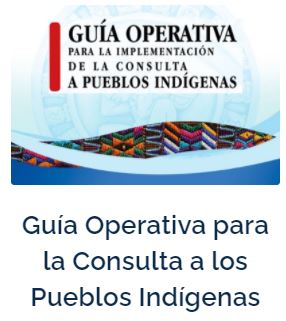 GUÍA OPERATIVA
PARA LA IMPLEMENTACIÓN
DE LA CONSULTA
A PUEBLOS INDÍGENAS
Guía Operativa para
la Consulta a los
Pueblos Indígenas